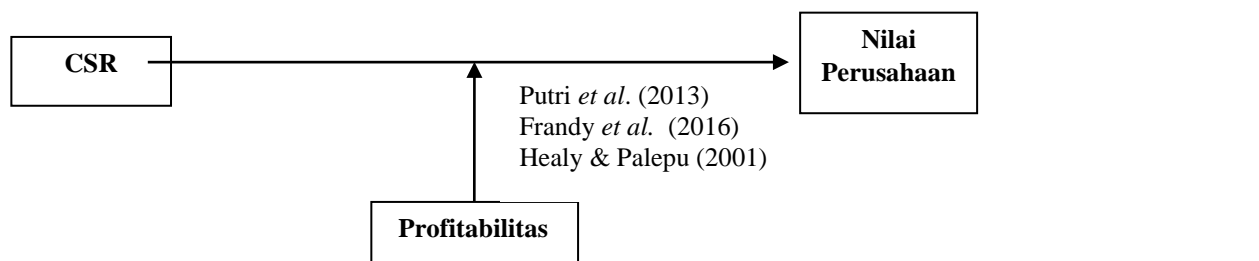 CSR
Nilai
Perusahaan
Putri et al. (2013)
Frandy et al. (2016)
Healy & Palepu (2001)
Profitabilitas